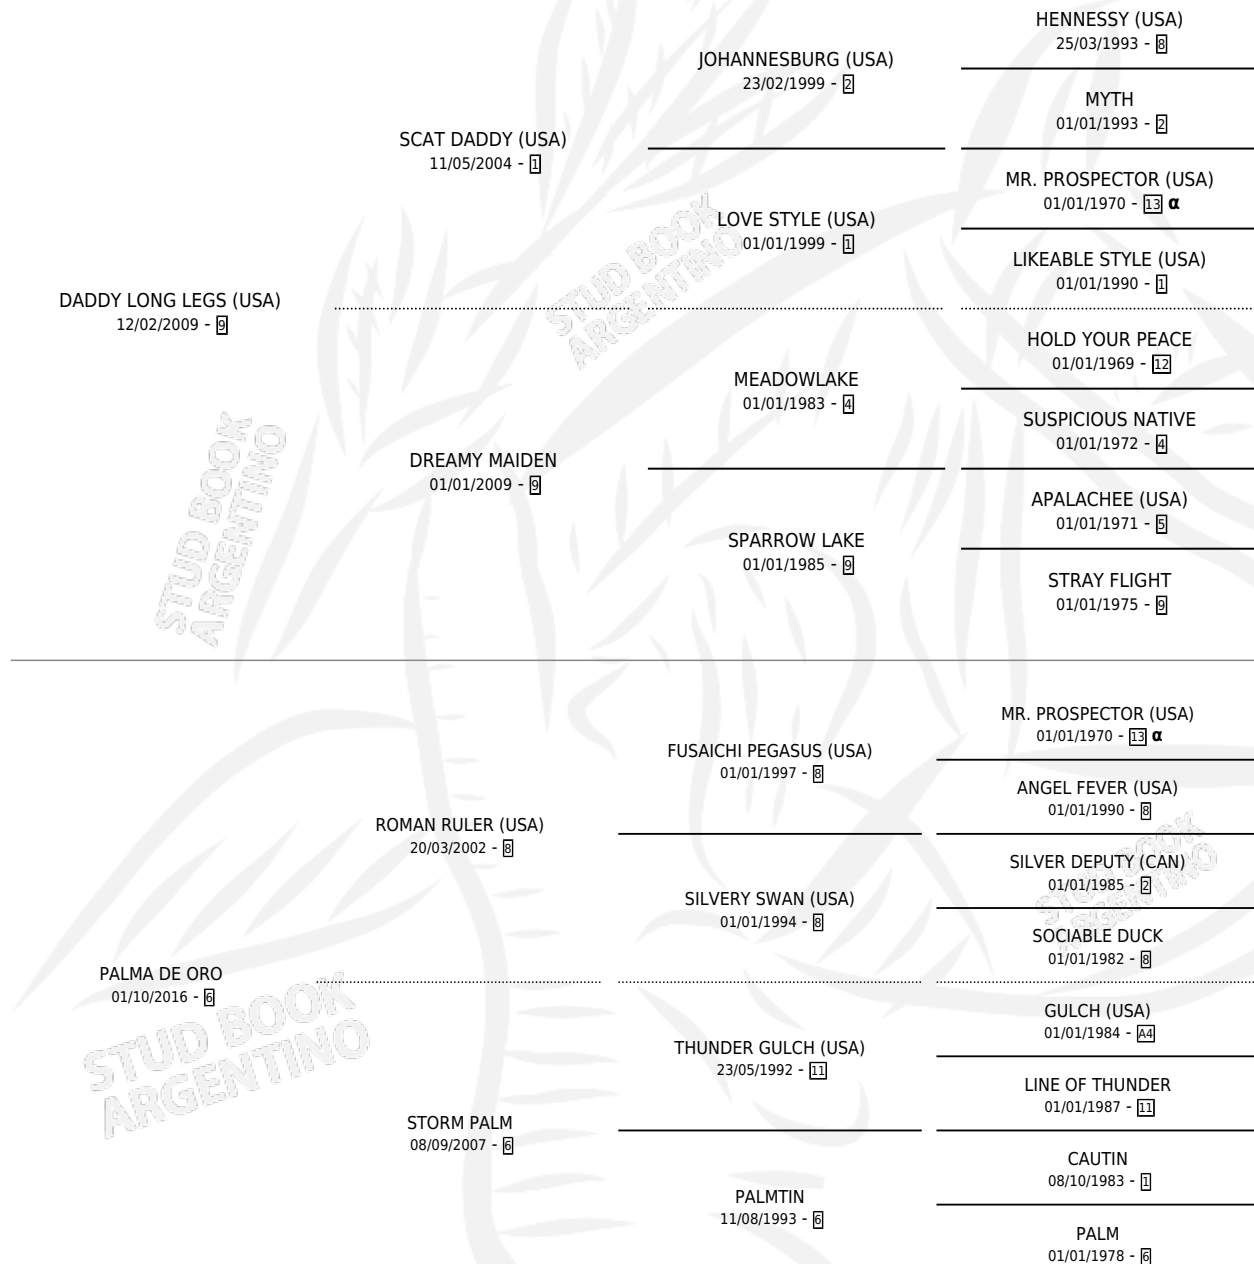 HENNESSY (USA)
25/03/1993 - 8
JOHANNESBURG (USA)
23/02/1999 - 2
MYTH
01/01/1993 - 2
SCAT DADDY (USA)
11/05/2004 - 1
MR. PROSPECTOR (USA)
01/01/1970 - 13 α
LOVE STYLE (USA)
01/01/1999 - 1
LIKEABLE STYLE (USA)
01/01/1990 - 1
DADDY LONG LEGS (USA)
12/02/2009 - 9
HOLD YOUR PEACE
01/01/1969 - 12
MEADOWLAKE
01/01/1983 - 4
SUSPICIOUS NATIVE
01/01/1972 - 4
DREAMY MAIDEN
01/01/2009 - 9
APALACHEE (USA)
01/01/1971 - 5
SPARROW LAKE
01/01/1985 - 9
STRAY FLIGHT
01/01/1975 - 9
MR. PROSPECTOR (USA)
01/01/1970 - 13 α
FUSAICHI PEGASUS (USA)
01/01/1997 - 8
ANGEL FEVER (USA)
01/01/1990 - 8
ROMAN RULER (USA)
20/03/2002 - 8
SILVER DEPUTY (CAN)
01/01/1985 - 2
SILVERY SWAN (USA)
01/01/1994 - 8
SOCIABLE DUCK
01/01/1982 - 8
PALMA DE ORO
01/10/2016 - 6
GULCH (USA)
01/01/1984 - A4
THUNDER GULCH (USA)
23/05/1992 - 11
LINE OF THUNDER
01/01/1987 - 11
STORM PALM
08/09/2007 - 6
CAUTIN
08/10/1983 - 1
PALMTIN
11/08/1993 - 6
PALM
01/01/1978 - 6
STUD BOOK
ARGENTINO
STUD BOOK
ARGENTINO
STUD BOOK
ARGENTINO
STUD BOOK
ARGENTINO